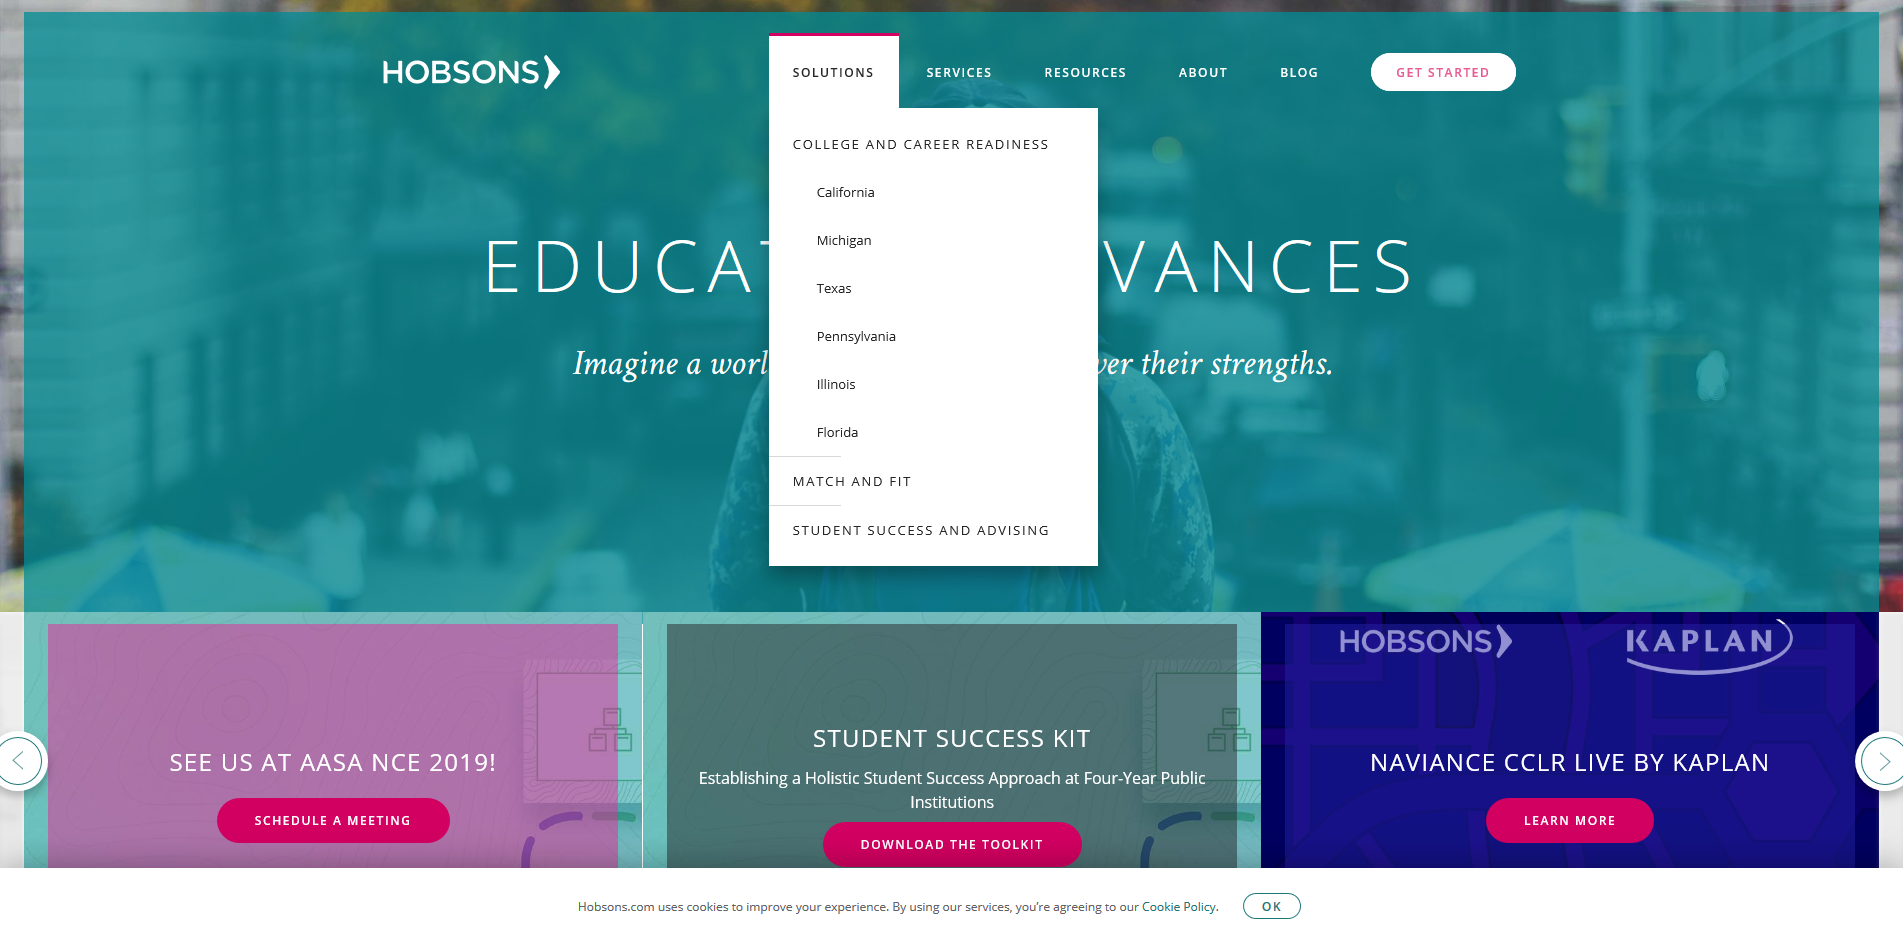 HOBSONS
SOLUTIONS
SERVICES
RESOURCES
ABOUT
BLOG
GET STARTED
COLLEGE AND CAREER READINESS
California
Michigan
Texas
Pennsylvania
Illinois
Florida
MATCH AND FIT
STUDENT SUCCESS AND ADVISING
EDUCAT VANCES
Imagine a worl ver their strengths.
SEE US AT AASA NCE 2019!
SCHEDULE A MEETING
STUDENT SUCCESS KIT
Establishing a Holistic Student Success Approach at Four-Year Public
Institutions
DOWNLOAD THE TOOLKIT
HOBSONS KAPLAN
NAVIANCE CCLR LIVE BY KAPLAN
LEARN MORE
Hobsons.com uses cookies to improve your experience. By using our services, you’re agreeing to our Cookie Policy.
OK